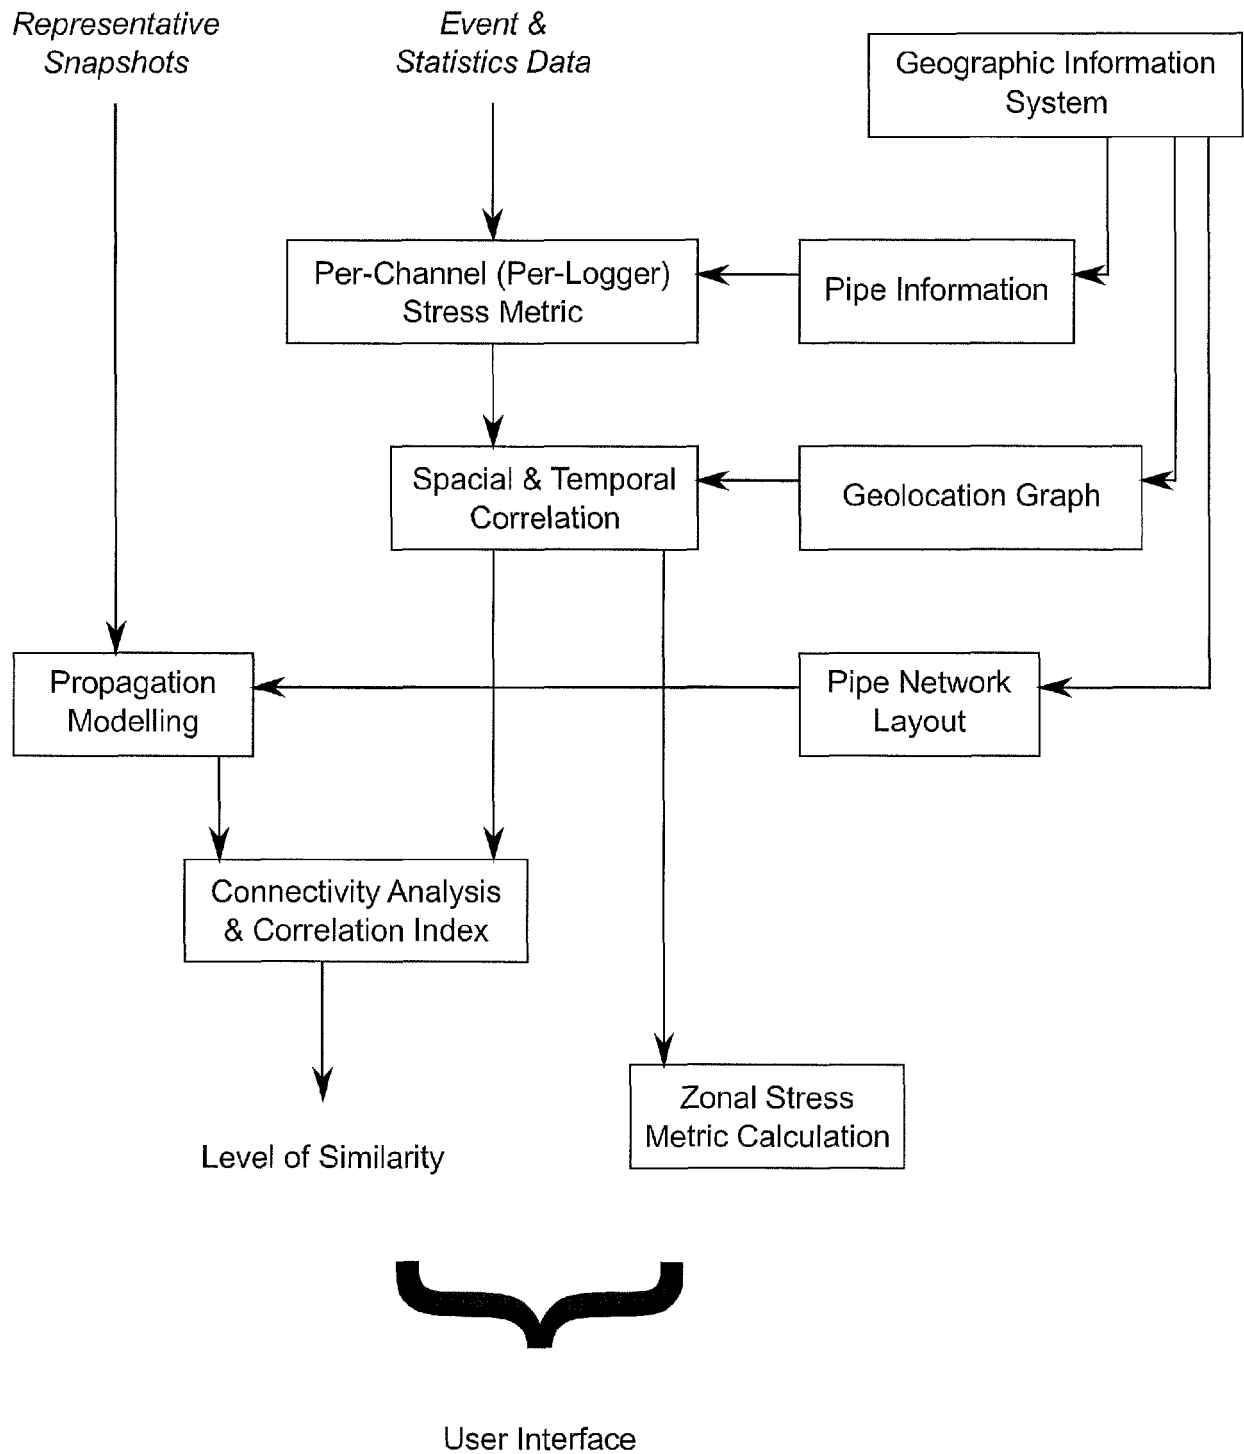 Representative
Snapshots
Event &
Statistics Data
Geographic Information
System
Per-Channel (Per-Logger)
Stress Metric
Pipe Information
Spacial & Temporal
Correlation
Geolocation Graph
Propagation
Modelling
Pipe Network
Layout
Connectivity Analysis
& Correlation Index
Level of Similarity
Zonal Stress
Metric Calculation
User Interface